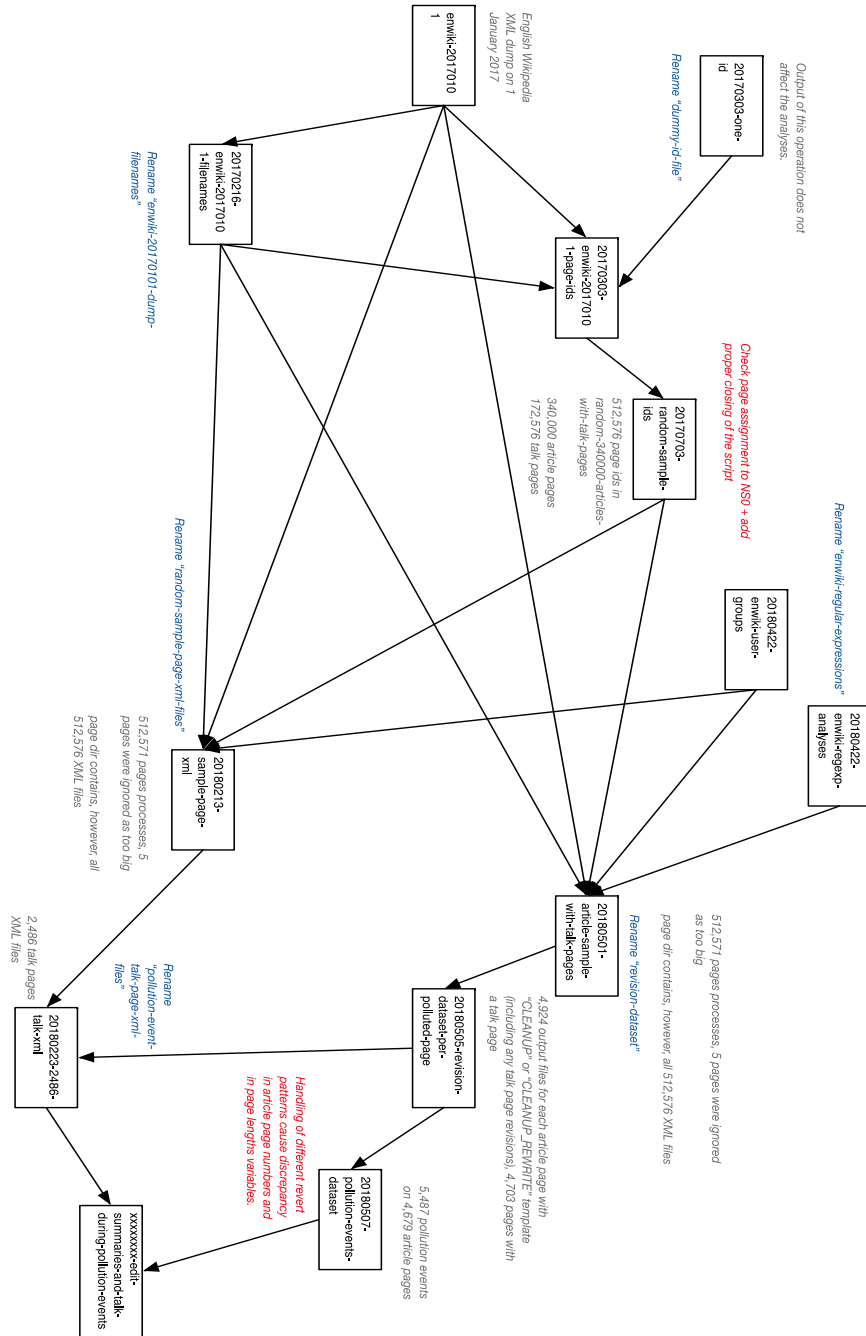 Output of this operation does not
affect the analyses.
20170303-one-
id
Rename “dummy-id-file”
English Wikipedia
XML dump on 1
January 2017
enwiki-2017010
1
20170216-
enwiki-2017010
1-filenames
Rename “enwiki-20170101-dump-
filenames”
20170303-
enwiki-2017010
1-page-ids
Check page assignment to NS0 + add
proper closing of the script
20170703-
random-sample-
ids
512,576 page ids in
random-340000-articles-
with-talk-pages
340,000 article pages
172,576 talk pages
Rename “enwiki-regular-expressions”
20180422-
enwiki-regexp-
analyses
20180422-
enwiki-user-
groups
Rename “random-sample-page-xml-files”
20180213-
sample-page-
xml
512,571 pages processes, 5
pages were ignored as too big
page dir contains, however, all
512,576 XML files
512,571 pages processes, 5 pages were ignored
as too big
page dir contains, however, all 512,576 XML files
Rename “revision-dataset”
20180501-
article-sample-
with-talk-pages
4,924 output files for each article page with
“CLEANUP” or “CLEANUP_REWRITE” template
(including any talk page revisions), 4,703 pages with
a talk page
20180505-revision-
dataset-per-
polluted-page
Rename
“pollution-event-
talk-page-xml-
files”
20180223-2486-
talk-xml
2,486 talk pages
XML files
5,487 pollution events
on 4,679 article pages
20180507-
pollution-events-
dataset
Handling of different revert
patterns cause discrepancy
in article page numbers and
in page lengths variables.
xxxxxxxx-edit-
summaries-and-talk-
during-pollution-events